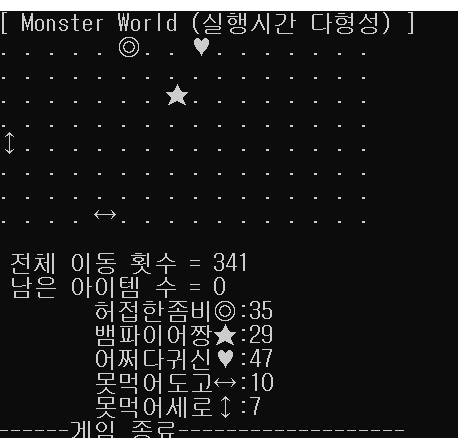 [ Monster World (실행시간 다형성) ]
. . . . . ◎. . ♥. . . . . . .
. . . . . . . . . . . . . . . .
. . . . . . . ★. . . . . . . .
. . . . . . . . . . . . . . . .
↕. . . . . . . . . . . . . . .
. . . . . . . . . . . . . . . .
. . . . . . . . . . . . . . . .
. . . . ↔. . . . . . . . . . .
전체 이동 횟수 = 341
남은 아이템 수 = 0
허접한좀비◎:35
뱀파이어짱★:29
어쩌다귀신♥:47
못먹어도고↔:10
못먹어세로↕:7
------게임 종료-------------------